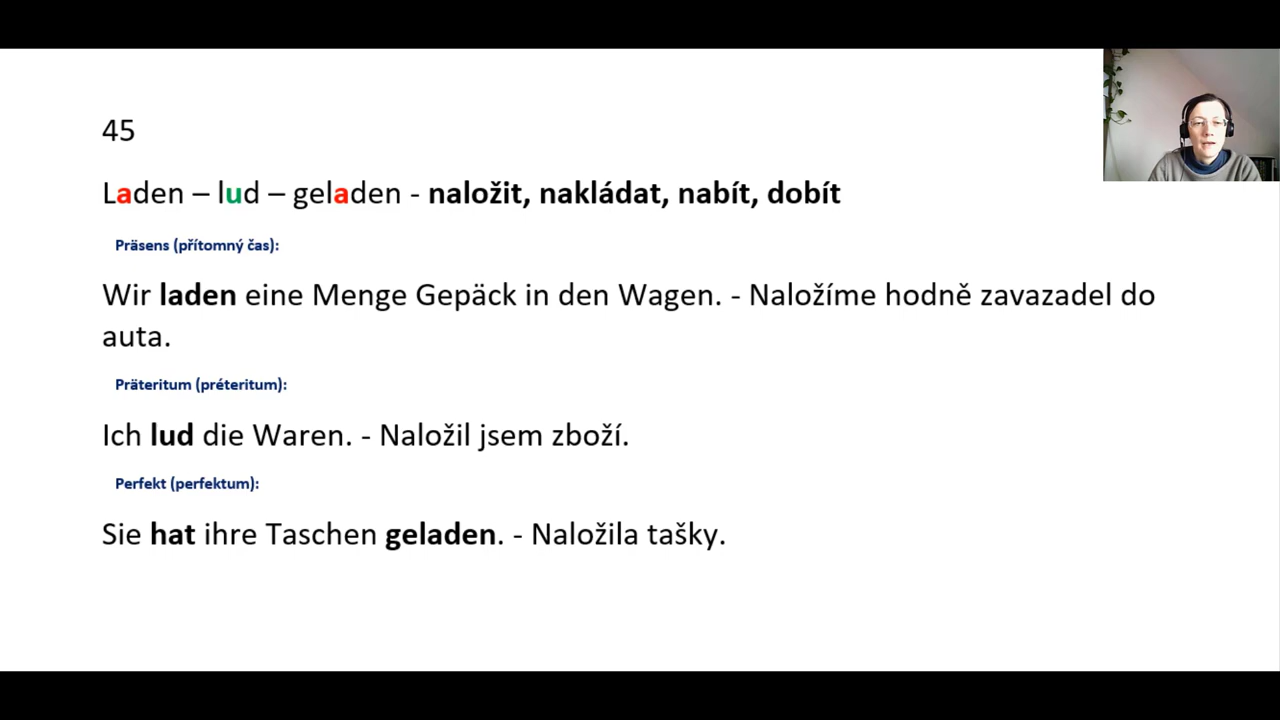 45
Laden – lud – geladen - naložit, nakládat, nabít, dobít
Präsens (přítomný čas):
Wir laden eine Menge Gepäck in den Wagen. - Naložíme hodně zavazadel do
auta.
Präteritum (préteritum):
Ich lud die Waren. - Naložil jsem zboží.
Perfekt (perfektum):
Sie hat ihre Taschen geladen. - Naložila tašky.